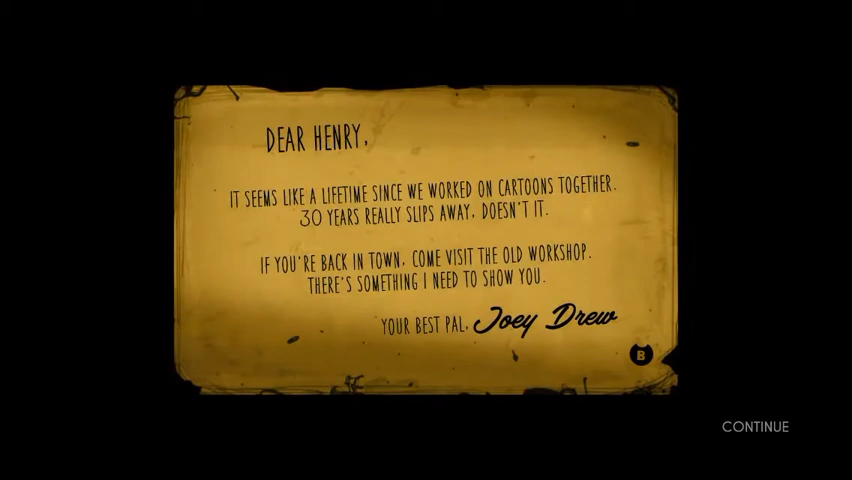 DEAR HENRY,
IT SEEMS LIKE A LIFETIME SINCE WE WORKED ON CARTOONS TOGETHER.
30 YEARS REALLY SLIPS AWAY, DOESN'T IT.
IF YOU'RE BACK IN TOWN, COME VISIT THE OLD WORKSHOP.
THERE'S SOMETHING I NEED TO SHOW YOU.
YOUR BEST PAL, Joey Drew
B
CONTINUE